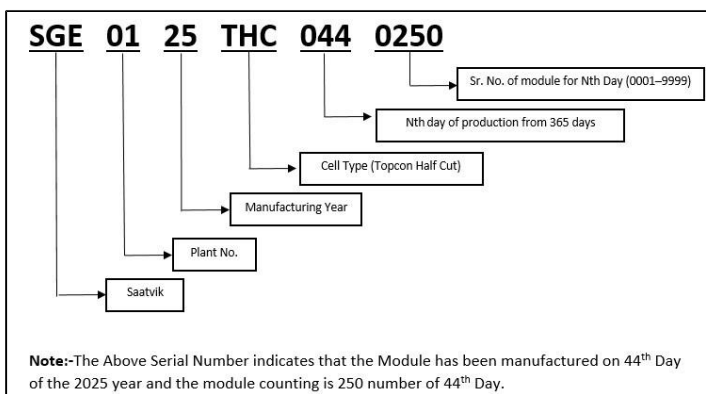 SGE 01 25 THC 044 0250
Sr. No. of module for Nth Day (0001–9999)
Nth day of production from 365 days
Cell Type (Topcon Half Cut)
Manufacturing Year
Plant No.
Saatvik
Note:-The Above Serial Number indicates that the Module has been manufactured on 44th Day
of the 2025 year and the module counting is 250 number of 44th Day.